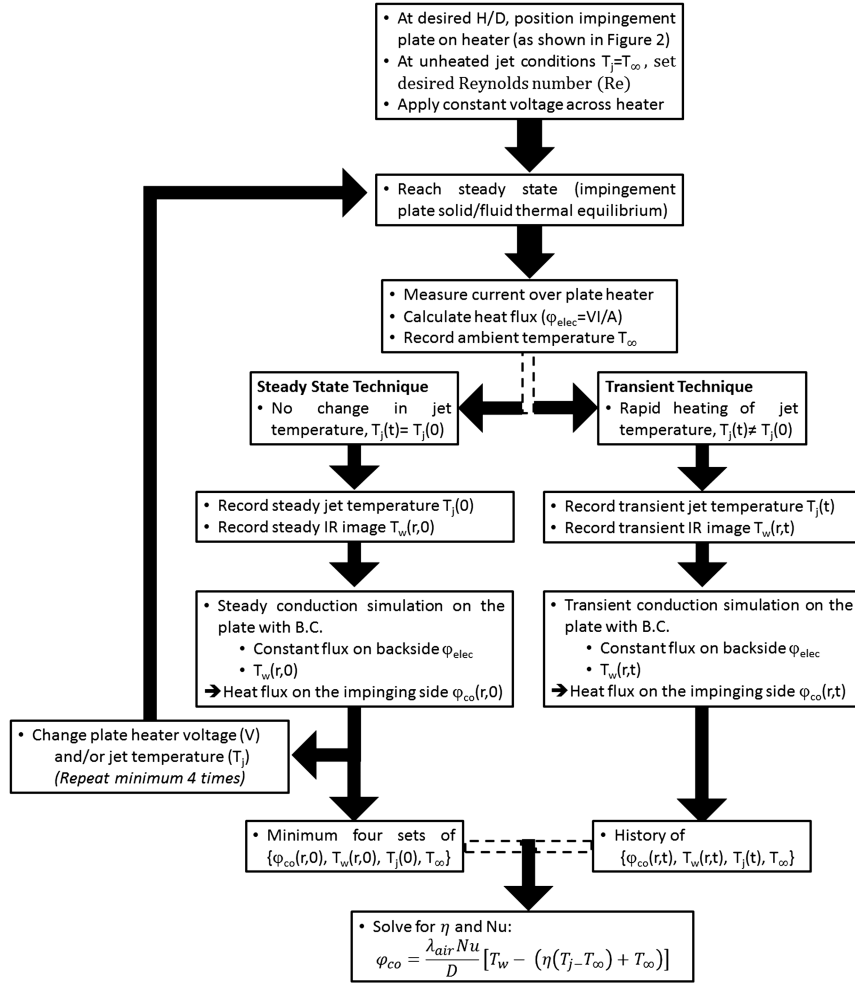 • At desired H/D, position impingement
plate on heater (as shown in Figure 2)
• At unheated jet conditions Tj=T∞ , set
desired Reynolds number (Re)
• Apply constant voltage across heater
• Reach steady state (impingement
plate solid/fluid thermal equilibrium)
• Measure current over plate heater
• Calculate heat flux (φelec=VI/A)
• Record ambient temperature T∞
Steady State Technique
• No change in jet
temperature, Tj(t)= Tj(0)
Transient Technique
• Rapid heating of jet
temperature, Tj(t)≠ Tj(0)
• Record steady jet temperature Tj(0)
• Record steady IR image Tw(r,0)
• Record transient jet temperature Tj(t)
• Record transient IR image Tw(r,t)
• Steady conduction simulation on the
plate with B.C.
• Constant flux on backside φelec
• Tw(r,0)
➔ Heat flux on the impinging side φco(r,0)
• Transient conduction simulation on the
plate with B.C.
• Constant flux on backside φelec
• Tw(r,t)
➔ Heat flux on the impinging side φco(r,t)
• Change plate heater voltage (V)
and/or jet temperature (Tj)
(Repeat minimum 4 times)
• Minimum four sets of
{φco(r,0), Tw(r,0), Tj(0), T∞}
• History of
{φco(r,t), Tw(r,t), Tj(t), T∞}
• Solve for η and Nu:
φco = λair Nu / D [Tw − (η(Tj−T∞) + T∞)]